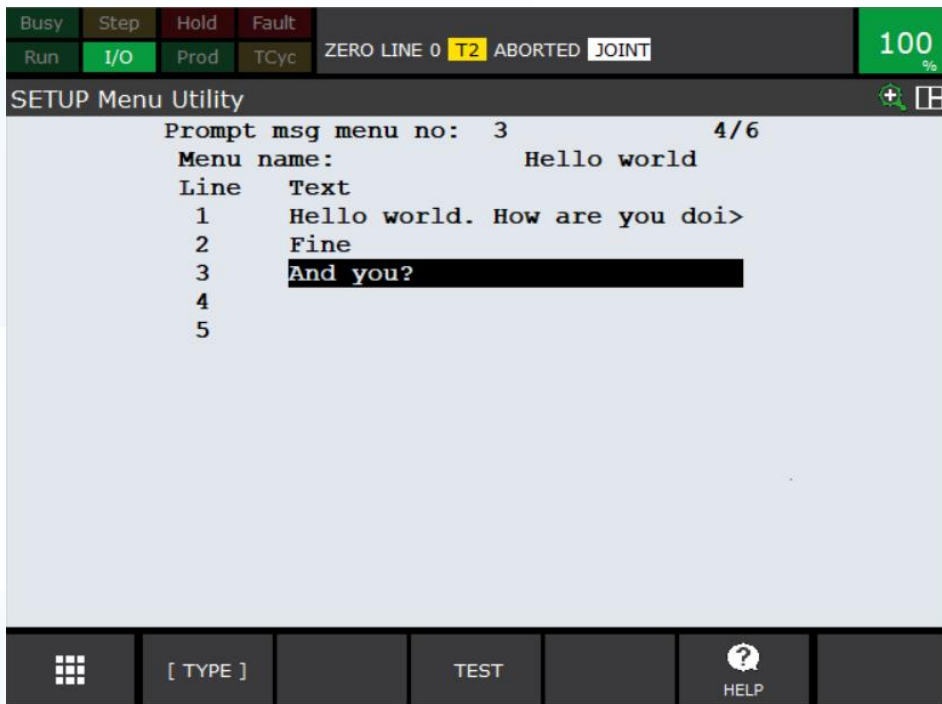 Busy Step Hold Fault
Run I/O Prod TCyc ZERO LINE 0 T2 ABORTED JOINT 100 %
SETUP Menu Utility
Prompt msg menu no: 3 4/6
Menu name: Hello world
Line Text
1 Hello world. How are you doi>
2 Fine
3 And you?
4
5
[ TYPE ] TEST HELP